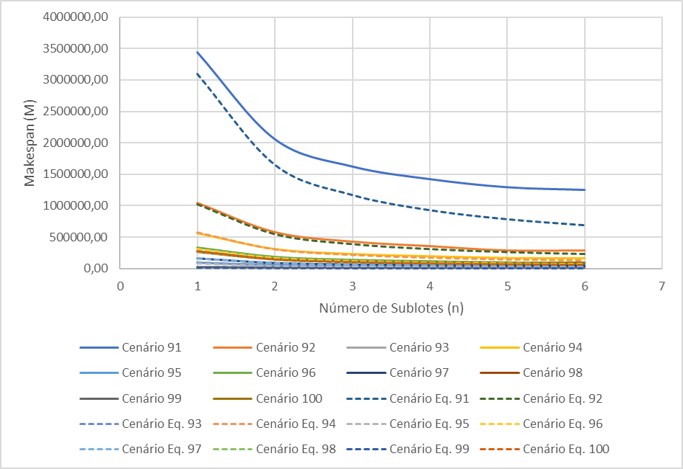 4000000,00
3500000,00
3000000,00
2500000,00
2000000,00
1500000,00
1000000,00
500000,00
0,00
Makespan (M)
0 1 2 3 4 5 6 7
Número de Sublotes (n)
Cenário 91 Cenário 92 Cenário 93 Cenário 94
Cenário 95 Cenário 96 Cenário 97 Cenário 98
Cenário 99 Cenário 100 Cenário Eq. 91 Cenário Eq. 92
Cenário Eq. 93 Cenário Eq. 94 Cenário Eq. 95 Cenário Eq. 96
Cenário Eq. 97 Cenário Eq. 98 Cenário Eq. 99 Cenário Eq. 100